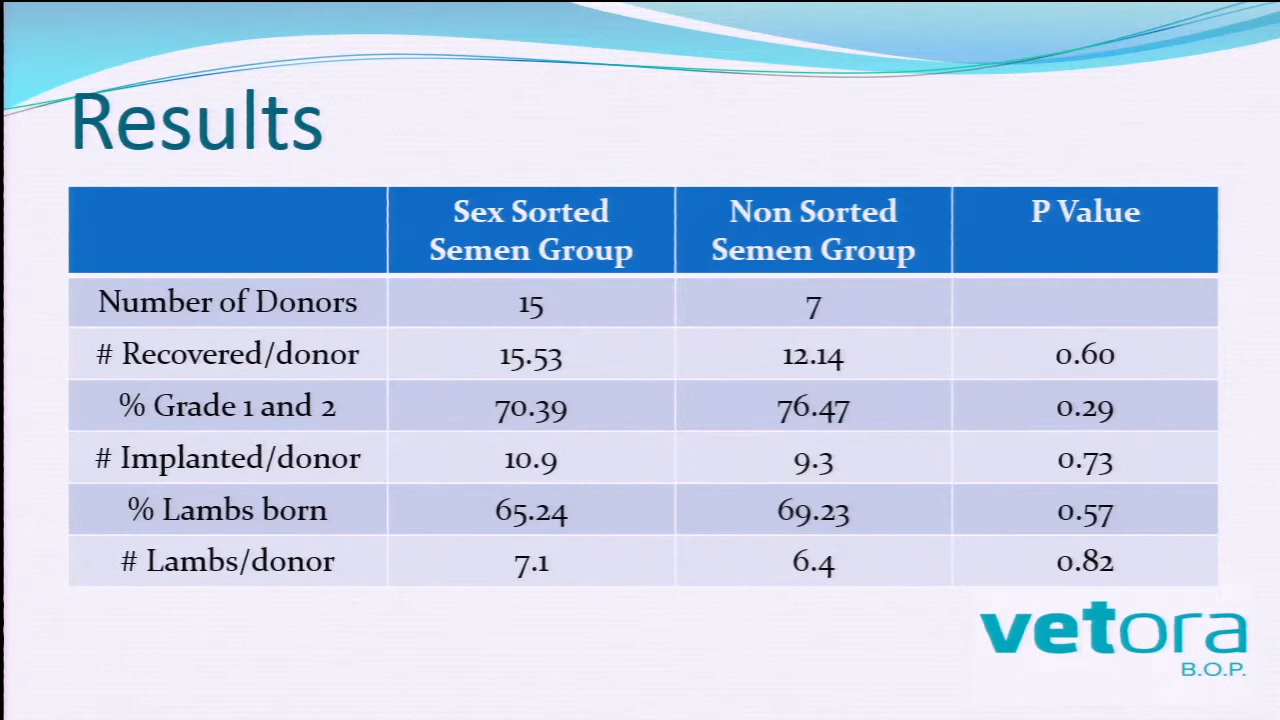 Results
Sex Sorted Semen Group Non Sorted Semen Group P Value
Number of Donors 15 7
# Recovered/donor 15.53 12.14 0.60
% Grade 1 and 2 70.39 76.47 0.29
# Implanted/donor 10.9 9.3 0.73
% Lambs born 65.24 69.23 0.57
# Lambs/donor 7.1 6.4 0.82
vetora
B.O.P.